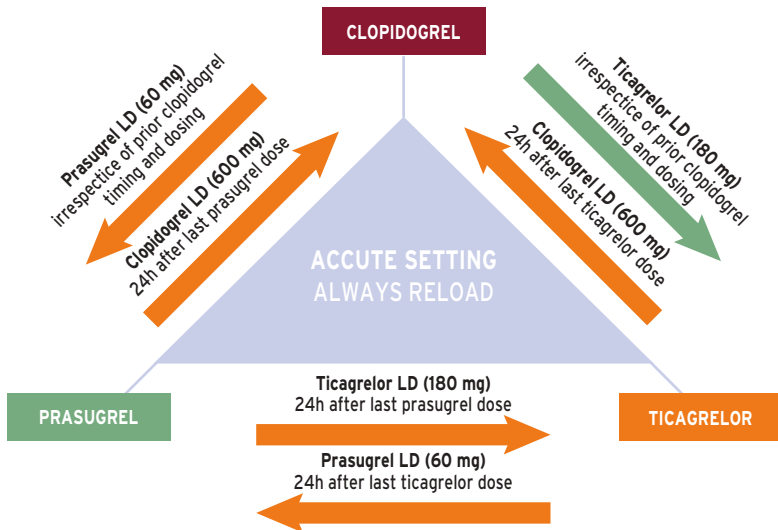 CLOPIDOGREL
Prasugrel LD (60 mg)
irrespectice of prior clopidogrel
timing and dosing
Clopidogrel LD (600 mg)
24h after last prasugrel dose
Ticagrelor LD (180 mg)
irrespectice of prior clopidogrel
timing and dosing
Clopidogrel LD (600 mg)
24h after last ticagrelor dose
ACCUTE SETTING
ALWAYS RELOAD
PRASUGREL
Ticagrelor LD (180 mg)
24h after last prasugrel dose
TICAGRELOR
Prasugrel LD (60 mg)
24h after last ticagrelor dose